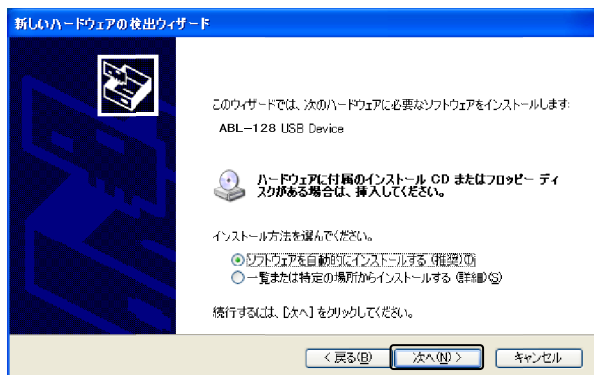 新しいハードウェアの検出ウィザード
このウィザードでは、次のハードウェアに必要なソフトウェアをインストールします:
ABL-128 USB Device
ハードウェアに付属のインストール CD またはフロッピー ディ
スクがある場合は、挿入してください。
インストール方法を選んでください。
ソフトウェアを自動的にインストールする (推奨)(I)
一覧または特定の場所からインストールする (詳細)(S)
続行するには、[次へ] をクリックしてください。
< 戻る(B)
次へ(N) >
キャンセル